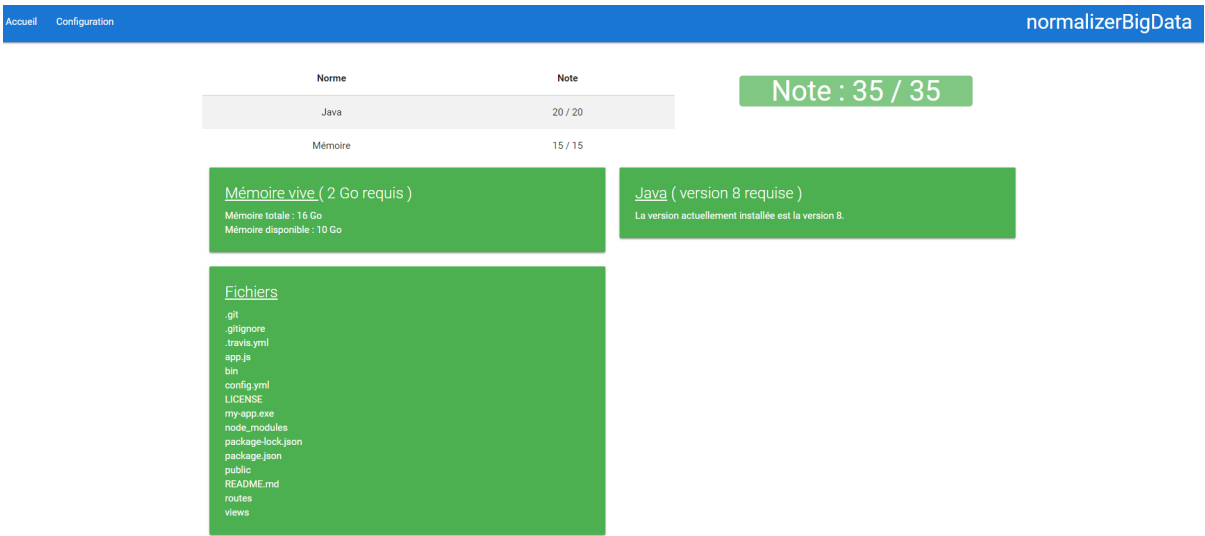 Accueil Configuration normalizerBigData
Norme Note
Java 20 / 20
Mémoire 15 / 15
Note : 35 / 35
Mémoire vive ( 2 Go requis )
Mémoire totale : 16 Go
Mémoire disponible : 10 Go
Java ( version 8 requise )
La version actuellement installée est la version 8.
Fichiers
.git
.gitignore
.travis.yml
app.js
bin
config.yml
LICENSE
my-app.exe
node_modules
package-lock.json
package.json
public
README.md
routes
views